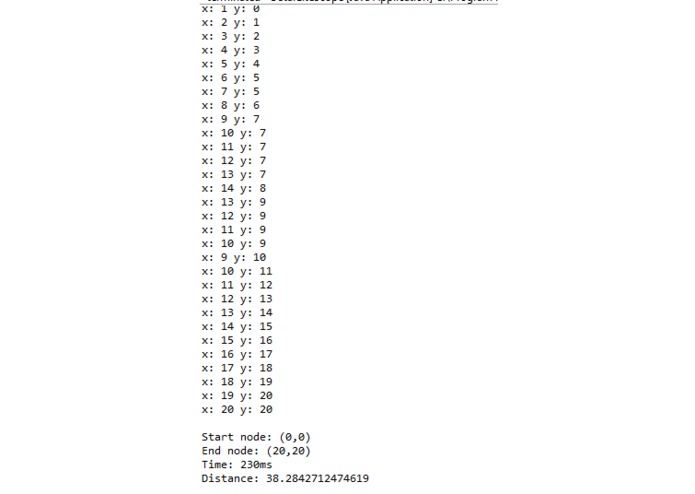 x: 1 y: 0
x: 2 y: 1
x: 3 y: 2
x: 4 y: 3
x: 5 y: 4
x: 6 y: 5
x: 7 y: 5
x: 8 y: 6
x: 9 y: 7
x: 10 y: 7
x: 11 y: 7
x: 12 y: 7
x: 13 y: 7
x: 14 y: 8
x: 13 y: 9
x: 12 y: 9
x: 11 y: 9
x: 10 y: 9
x: 9 y: 10
x: 10 y: 11
x: 11 y: 12
x: 12 y: 13
x: 13 y: 14
x: 14 y: 15
x: 15 y: 16
x: 16 y: 17
x: 17 y: 18
x: 18 y: 19
x: 19 y: 20
x: 20 y: 20
Start node: (0,0)
End node: (20,20)
Time: 230ms
Distance: 38.2842712474619